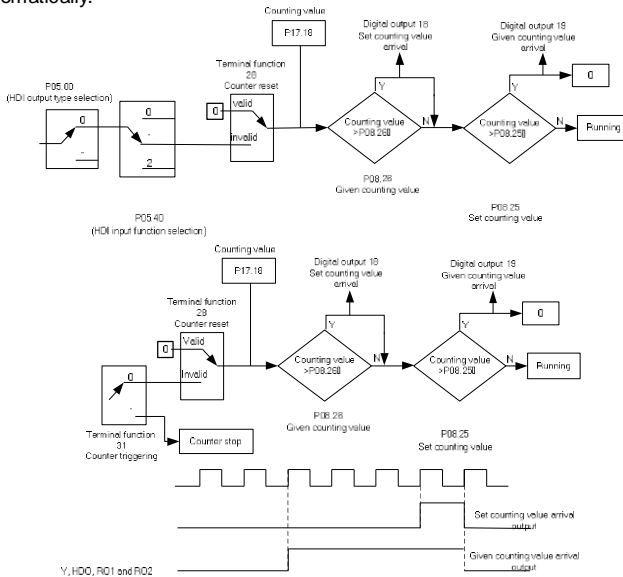 omatically.
Counting value
P17.18
Digital output 18
Set counting value
arrival
Digital output 19
Given counting value
arrival
Terminal function
28
Counter reset
P05.00
(HDI output type selection)
0
0
2
0
valid
invalid
Counting value
>P08.26
Y
N
Counting value
>P08.25
Y
N
0
Running
P08.26
Given counting value
P08.25
Set counting value
P05.40
(HDI input function selection)
Counting value
P17.18
Digital output 18
Set counting value
arrival
Digital output 19
Given counting value
arrival
Terminal function
28
Counter reset
0
Valid
Invalid
Counting value
>P08.26
Y
N
Counting value
>P08.25
Y
N
0
Running
0
P08.26
Given counting value
P08.25
Set counting value
Terminal function
31
Counter triggering
Counter stop
Set counting value arrival
output
Given counting value arrival
output
Y, HDO, RO1 and RO2